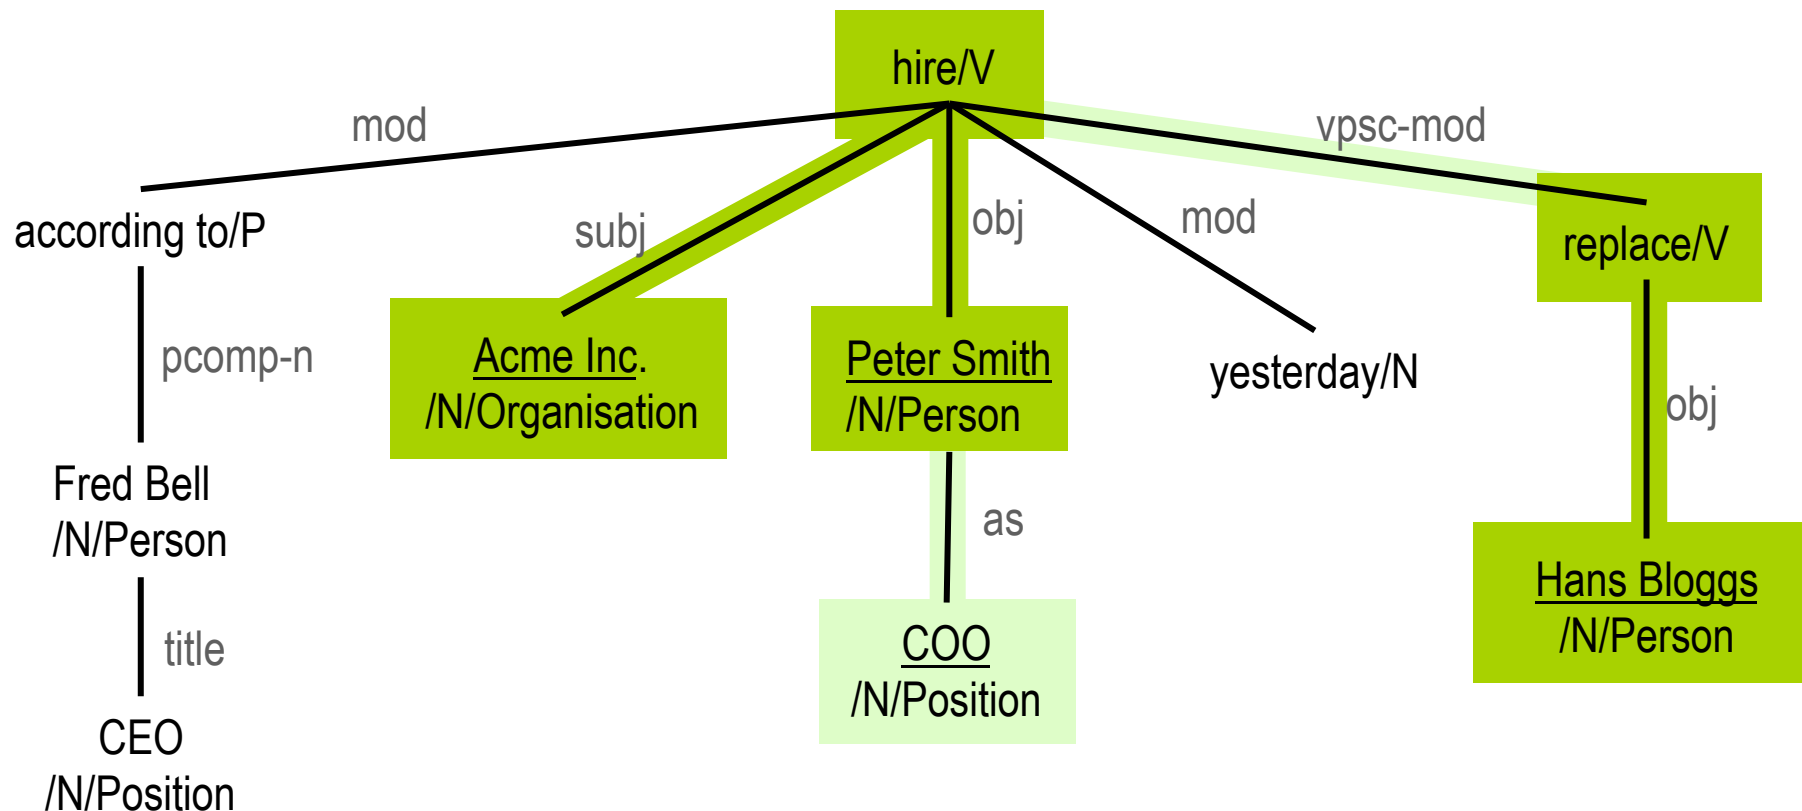 hire/V
mod
vpsc-mod
according to/P
subj
obj
mod
replace/V
pcomp-n
Acme Inc.
/N/Organisation
Peter Smith
/N/Person
yesterday/N
obj
Fred Bell
/N/Person
as
Hans Bloggs
/N/Person
title
COO
/N/Position
CEO
/N/Position